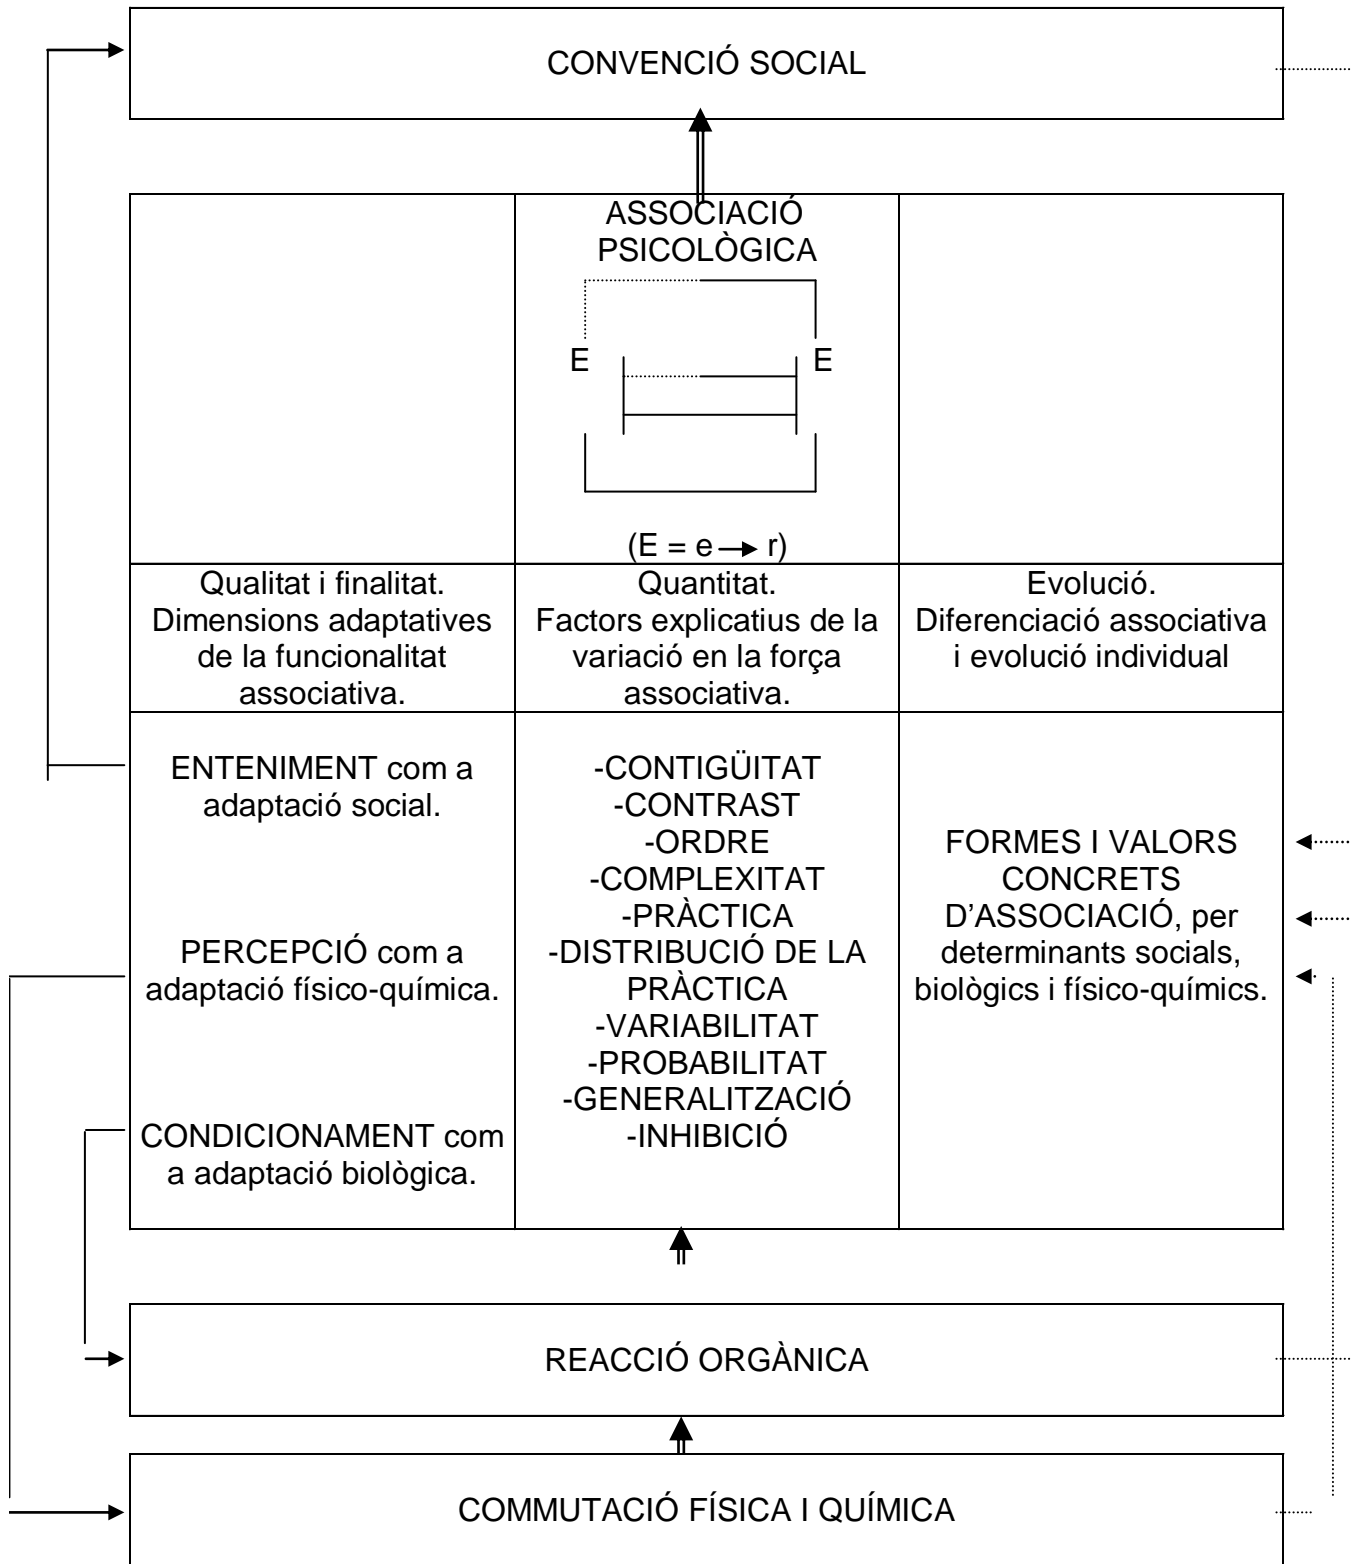 CONVENCIÓ SOCIAL
ASSOCIACIÓ
PSICOLÒGICA
E
E
(E = e → r)
Qualitat i finalitat.
Dimensions adaptatives
de la funcionalitat
associativa.
Quantitat.
Factors explicatius de la
variació en la força
associativa.
Evolució.
Diferenciació associativa
i evolució individual
ENTENIMENT com a
adaptació social.
PERCEPCIÓ com a
adaptació físico-química.
CONDICIONAMENT com
a adaptació biològica.
-CONTIGÜITAT
-CONTRAST
-ORDRE
-COMPLEXITAT
-PRÀCTICA
-DISTRIBUCIÓ DE LA
PRÀCTICA
-VARIABILITAT
-PROBABILITAT
-GENERALITZACIÓ
-INHIBICIÓ
FORMES I VALORS
CONCRETS
D’ASSOCIACIÓ, per
determinants socials,
biològics i físico-químics.
REACCIÓ ORGÀNICA
COMMUTACIÓ FÍSICA I QUÍMICA